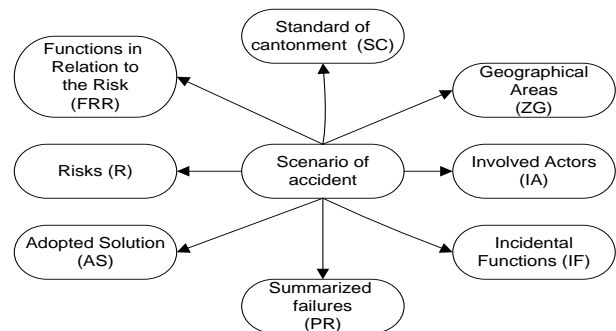 Standard of
cantonment (SC)
Functions in
Relation to
the Risk
(FRR)
Geographical
Areas
(ZG)
Risks (R)
Scenario of
accident
Involved Actors
(IA)
Adopted Solution
(AS)
Summarized
failures
(PR)
Incidental
Functions (IF)